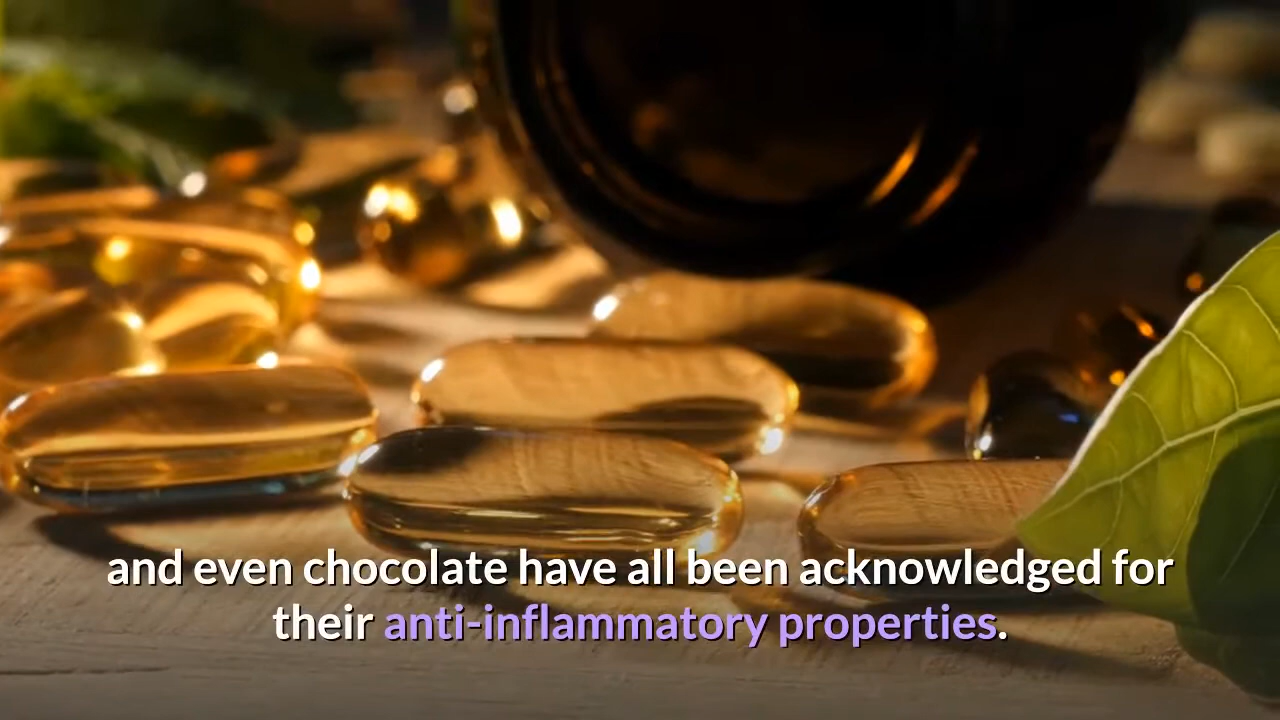 and even chocolate have all been acknowledged for
their anti-inflammatory properties.